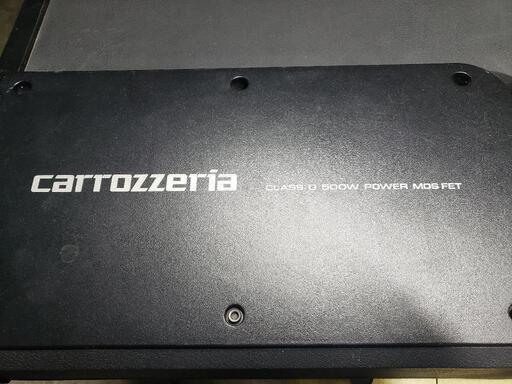 carrozzeria
CLASS D 500W POWER MOS FET